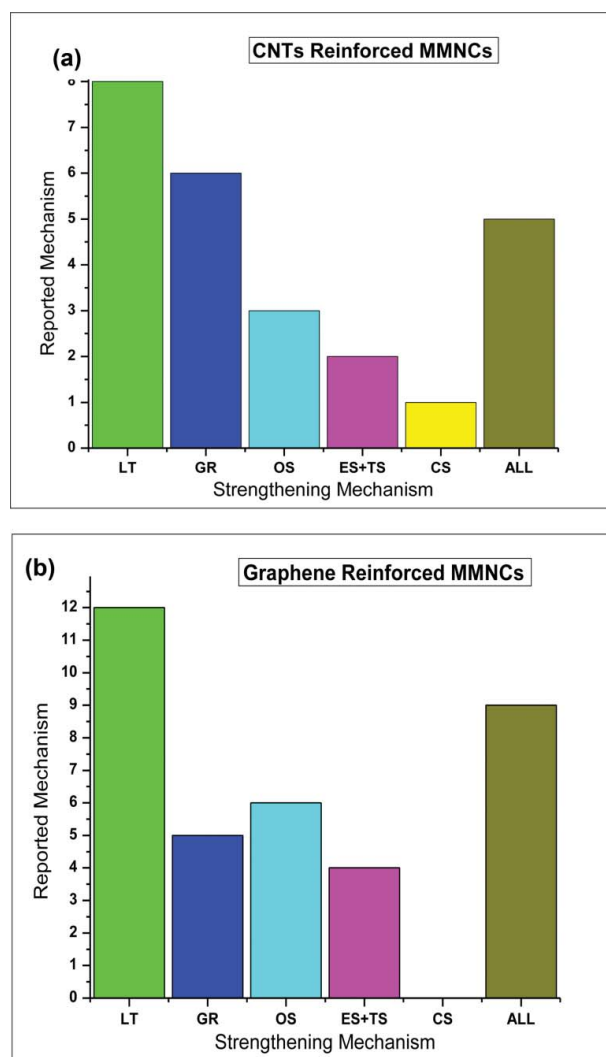 (a)
CNTs Reinforced MMNCs
Reported Mechanism
8
7
6
5
4
3
2
1
0
LT GR OS ES+TS CS ALL
Strengthening Mechanism
(b)
Graphene Reinforced MMNCs
Reported Mechanism
12
11
10
9
8
7
6
5
4
3
2
1
0
LT GR OS ES+TS CS ALL
Strengthening Mechanism